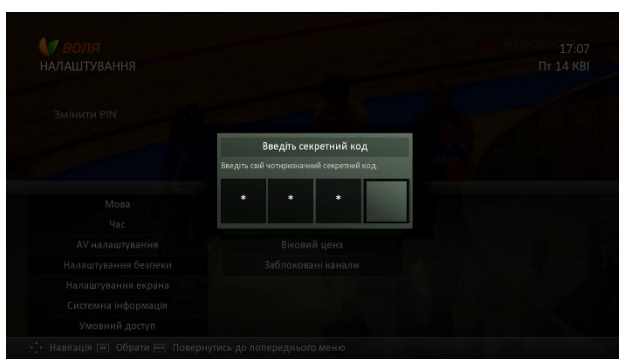 воля
17:07
НАЛАШТУВАННЯ
Пт 14 КВІ
Змінити PIN
Введіть секретний код
Введіть свій чотиризначний секретний код.
* * *
Мова
Час
AV налаштування
Віковий ценз
Налаштування безпеки
Заблоковані канали
Налаштування екрана
Системна інформація
Умовний доступ
Навігація OK Обрати Повернутись до попереднього меню